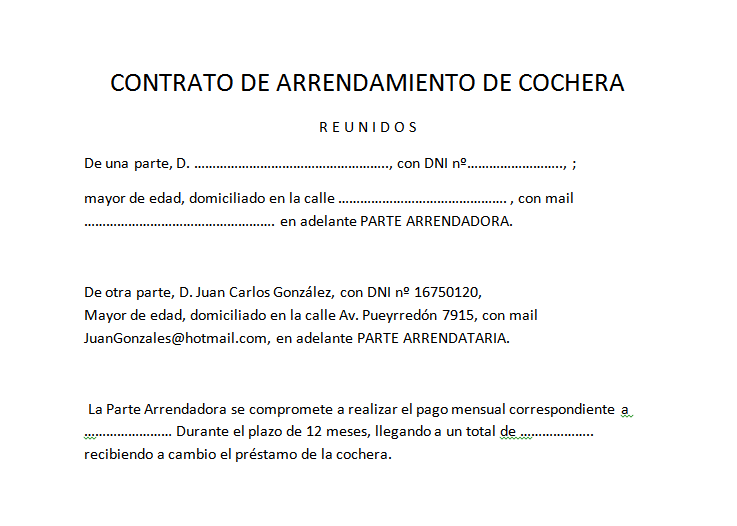 CONTRATO DE ARRENDAMIENTO DE COCHERA
R E U N I D O S
De una parte, D. …………………………………………….., con DNI nº…………………….., ;
mayor de edad, domiciliado en la calle ………………………………………. , con mail
……………………………………………. en adelante PARTE ARRENDADORA.
De otra parte, D. Juan Carlos González, con DNI nº 16750120,
Mayor de edad, domiciliado en la calle Av. Pueyrredón 7915, con mail
JuanGonzales@hotmail.com, en adelante PARTE ARRENDATARIA.
La Parte Arrendadora se compromete a realizar el pago mensual correspondiente a
…………………… Durante el plazo de 12 meses, llegando a un total de ………………..
recibiendo a cambio el préstamo de la cochera.